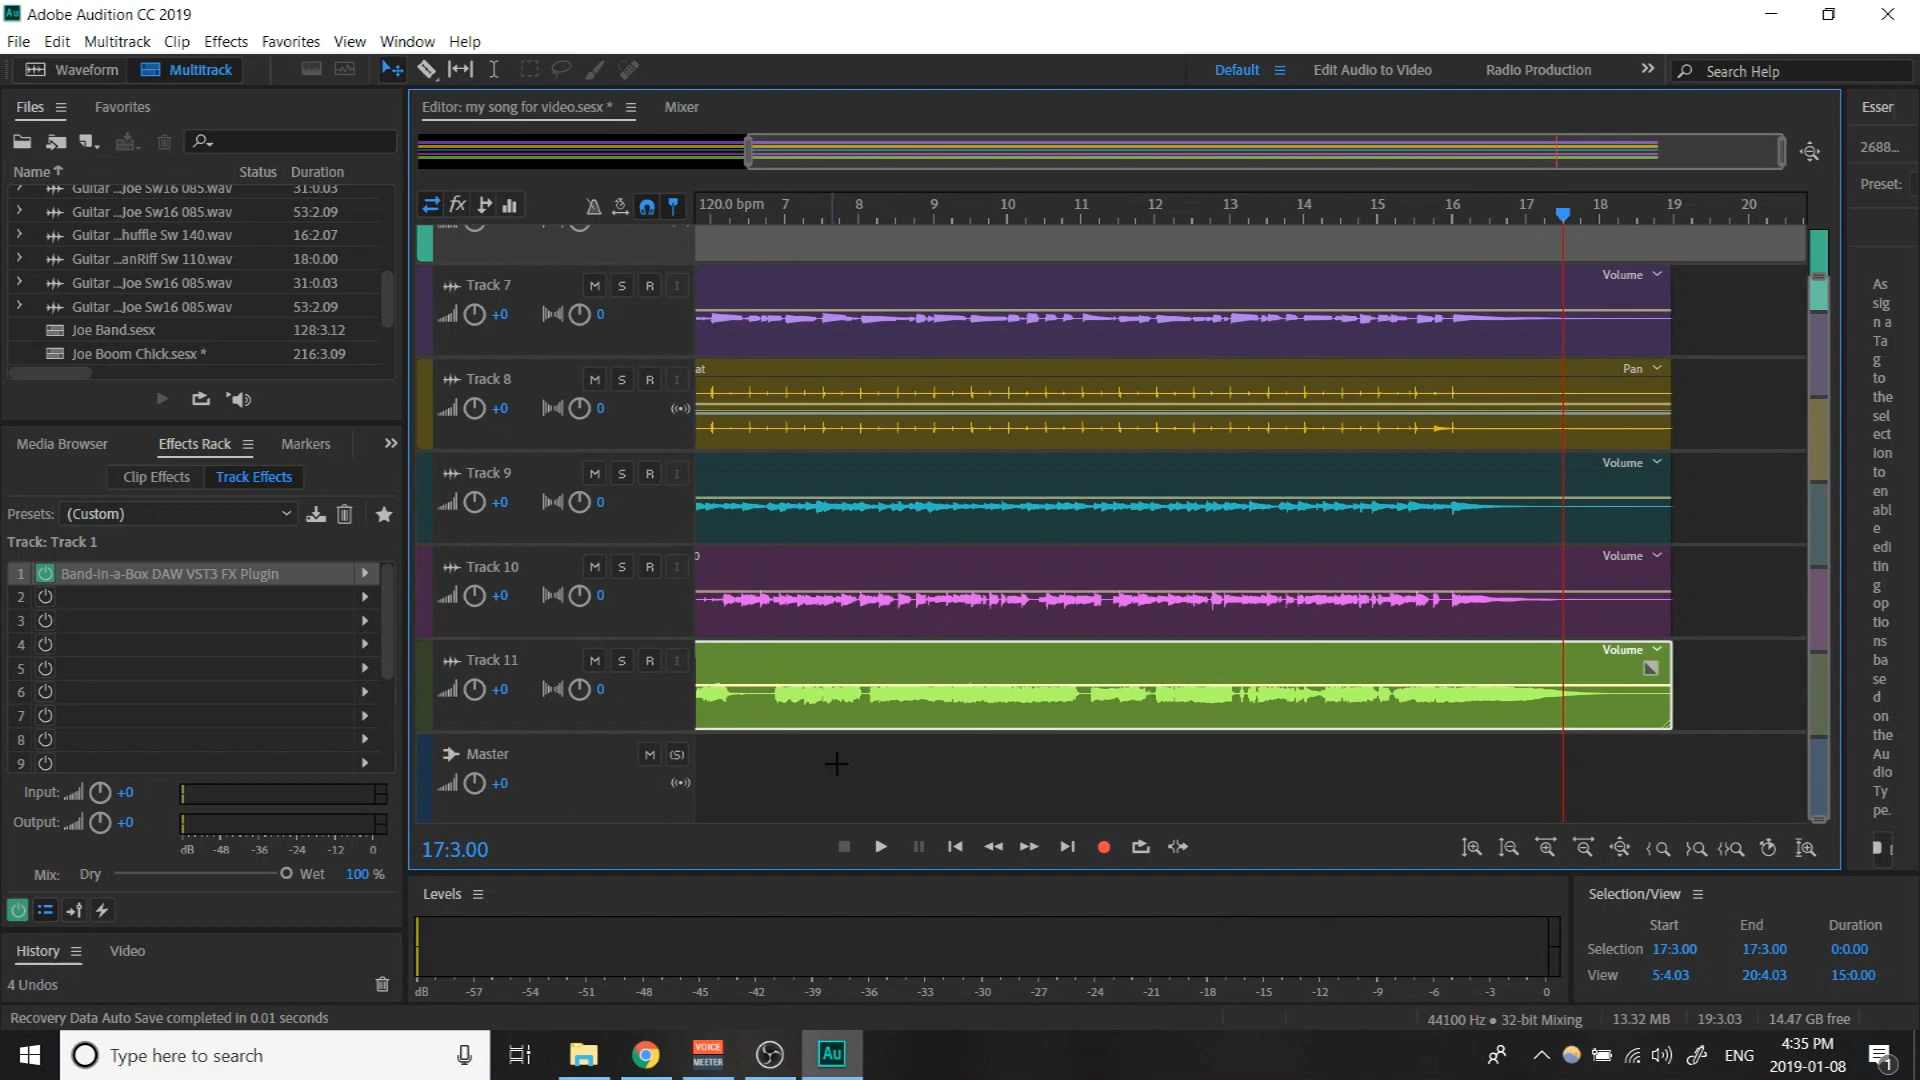 Au Adobe Audition CC 2019
File Edit Multitrack Clip Effects Favorites View Window Help
Waveform Multitrack Default Edit Audio to Video Radio Production Search Help
Files Favorites
Name Status Duration
Guitar ...Joe Sw16 085.wav 31:0.03
Guitar ...Joe Sw16 085.wav 53:2.09
Guitar ...huffle Sw 140.wav 16:2.07
Guitar ...anRiff Sw 110.wav 18:0.00
Guitar ...Joe Sw16 085.wav 31:0.03
Guitar ...Joe Sw16 085.wav 53:2.09
Joe Band.sesx 128:3.12
Joe Boom Chick.sesx * 216:3.09
Media Browser Effects Rack Markers
Clip Effects Track Effects
Presets: (Custom)
Track: Track 1
1 Band-in-a-Box DAW VST3 FX Plugin
2
3
4
5
6
7
8
9
Input: +0
Output: +0
dB -48 -36 -24 -12 0
Mix: Dry Wet 100 %
History Video
4 Undos
Editor: my song for video.sesx * Mixer
fx 120.0 bpm 7 8 9 10 11 12 13 14 15 16 17 18 19 20
Track 7 M S R I Volume
+0 0
Track 8 M S R I at Pan
+0 0
Track 9 M S R I Volume
+0 0
Track 10 M S R I Volume
+0 0
Track 11 M S R I Volume
+0 0
Master M (S)
+0
17:3.00
Levels
dB -57 -54 -51 -48 -45 -42 -39 -36 -33 -30 -27 -24 -21 -18 -15 -12 -9 -6 -3 0
Esser
2688...
Preset:
As
sig
n a
Ta
g
to
the
sel
ect
ion
to
en
abl
e
edi
tin
g
op
tio
ns
ba
se
d
on
the
Au
dio
Ty
pe.
Selection/View
Start End Duration
Selection 17:3.00 17:3.00 0:0.00
View 5:4.03 20:4.03 15:0.00
Recovery Data Auto Save completed in 0.01 seconds 44100 Hz ● 32-bit Mixing 13.32 MB 19:3.03 14.47 GB free
Type here to search VOICE MEETER Au ENG 4:35 PM
2019-01-08 1